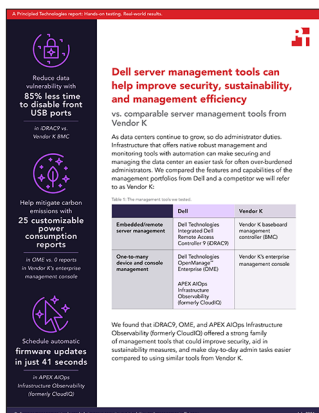 A Principled Technologies report: Hands-on testing. Real-world results.
Reduce data
vulnerability with
85% less time
to disable front
USB ports
in iDRAC9 vs.
Vendor K BMC
Help mitigate carbon
emissions with
25 customizable
power
consumption
reports
in OME vs. 0 reports
in Vendor K's enterprise
management console
Schedule automatic
firmware updates
in just 41 seconds
in APEX AIOps
Infrastructure Observability
(formerly CloudIQ)
Dell server management tools can
help improve security, sustainability,
and management efficiency
vs. comparable server management tools from
Vendor K
As data centers continue to grow, so do administrator duties.
Infrastructure that offers native robust management and
monitoring tools with automation can make securing and
managing the data center an easier task for often over-burdened
administrators. We compared the features and capabilities of the
management portfolios from Dell and a competitor we will refer
to as Vendor K:
Table 1: The management tools we tested.
Dell Vendor K
Embedded/remote
server management
Dell Technologies
Integrated Dell
Remote Access
Controller 9 (iDRAC9)
Vendor K baseboard
management
controller (BMC)
One-to-many
device and console
management
Dell Technologies
OpenManage™
Enterprise (OME)
APEX AIOps
Infrastructure
Observability
(formerly CloudIQ)
Vendor K's enterprise
management console
We found that iDRAC9, OME, and APEX AIOps Infrastructure
Observability (formerly CloudIQ) offered a strong family
of management tools that could improve security, aid in
sustainability measures, and make day-to-day admin tasks easier
compared to using similar tools from Vendor K.